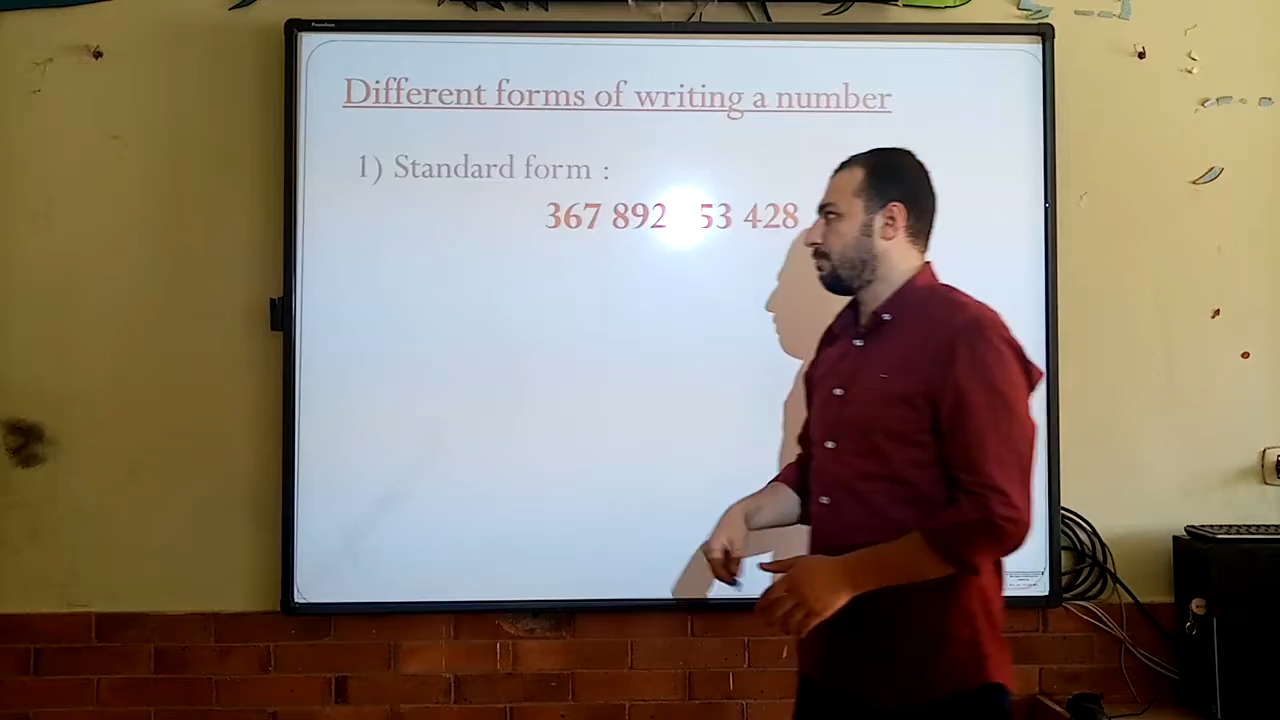 Different forms of writing a number
1) Standard form :
367 892 53 428